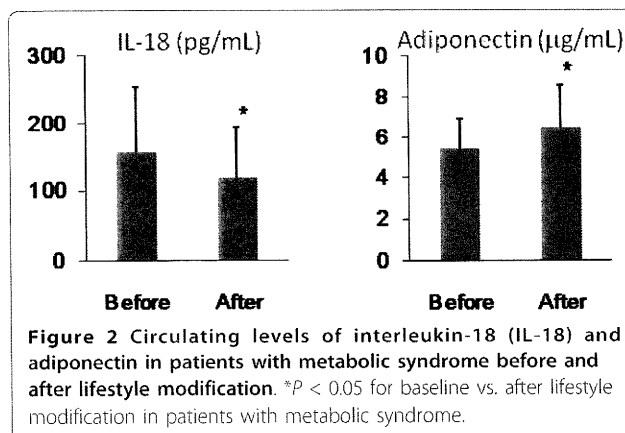 IL-18 (pg/mL)
300
200
100
0
*
Before After
Adiponectin (µg/mL)
10
8
6
4
2
0
*
Before After
Figure 2 Circulating levels of interleukin-18 (IL-18) and
adiponectin in patients with metabolic syndrome before and
after lifestyle modification. *P < 0.05 for baseline vs. after lifestyle
modification in patients with metabolic syndrome.